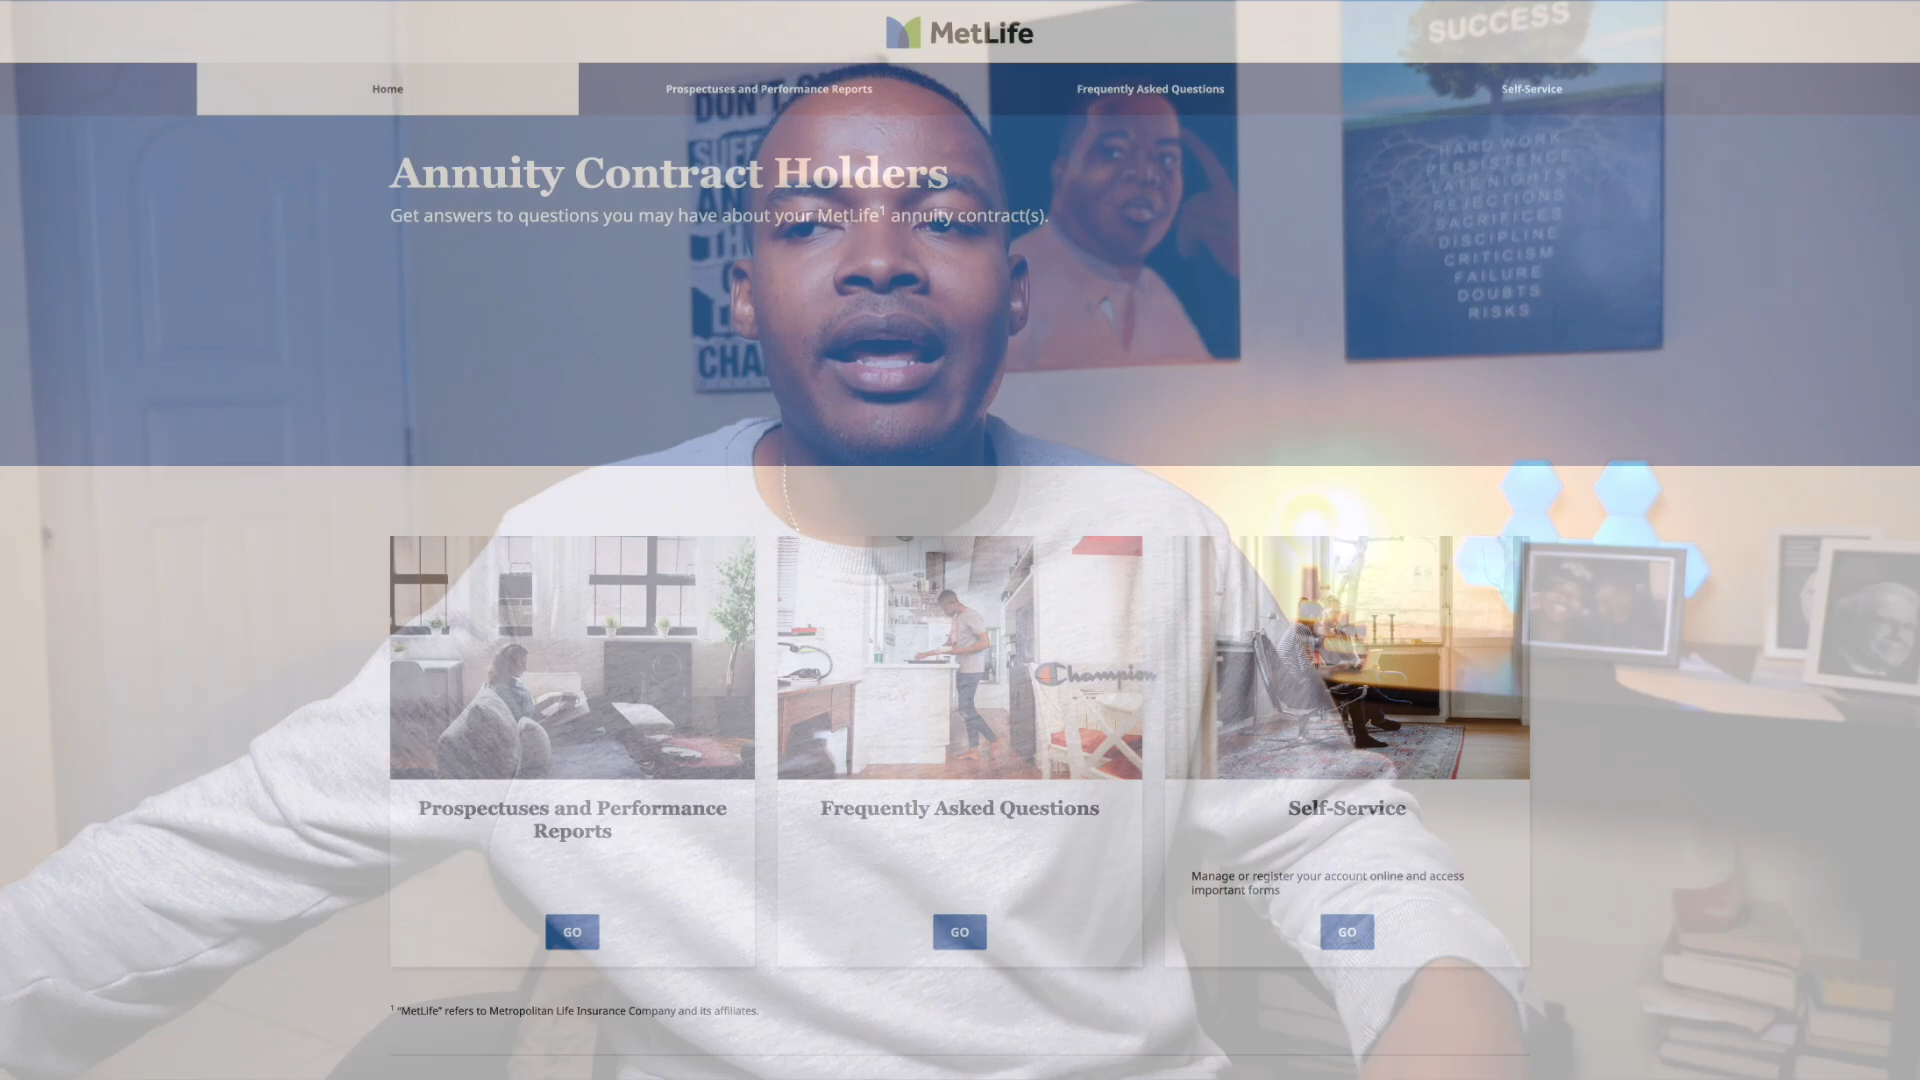 MetLife
Home
Prospectuses and Performance Reports
Frequently Asked Questions
Self-Service
Annuity Contract Holders
Get answers to questions you may have about your MetLife¹ annuity contract(s).
DON'T
CHA
SUCCESS
HARD WORK
PERSISTENCE
LATE NIGHTS
REJECTIONS
SACRIFICES
DISCIPLINE
CRITICISM
FAILURE
DOUBTS
RISKS
Champion
Prospectuses and Performance
Reports
GO
Frequently Asked Questions
GO
Self-Service
Manage or register your account online and access
important forms
GO
¹ "MetLife" refers to Metropolitan Life Insurance Company and its affiliates.